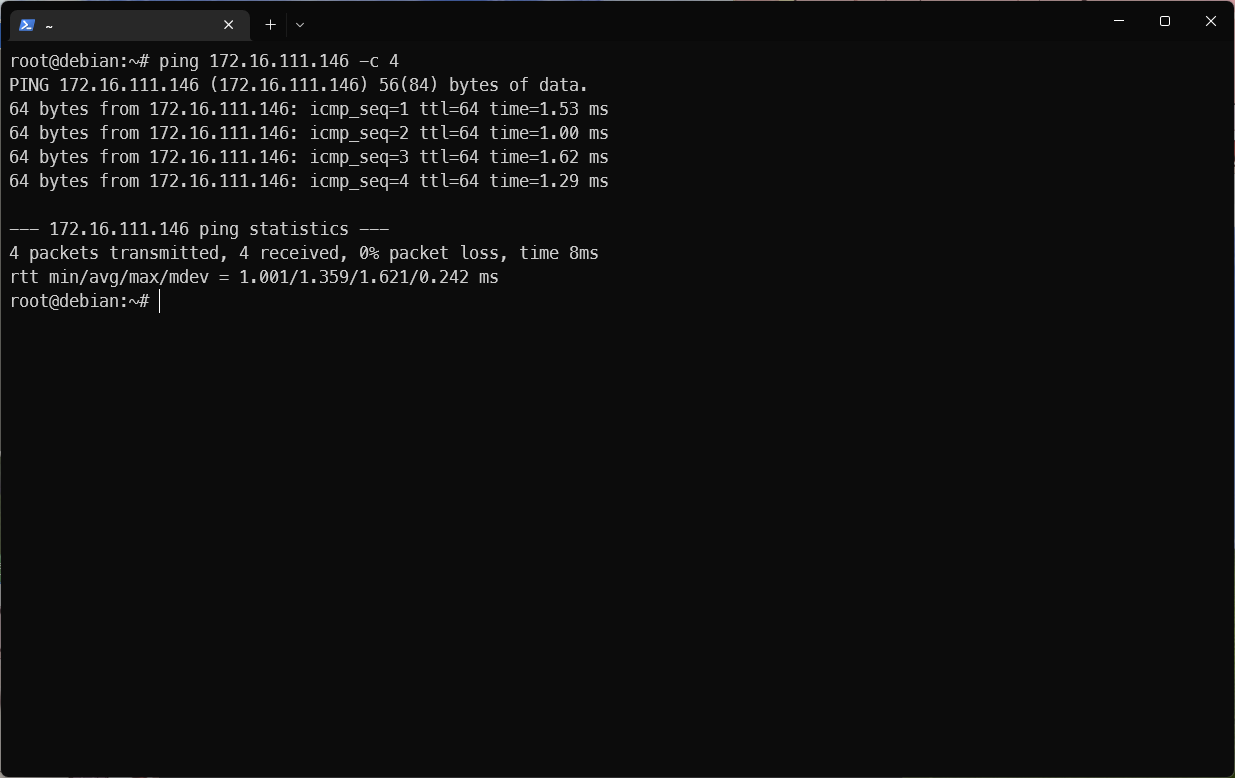 ~
root@debian:~# ping 172.16.111.146 -c 4
PING 172.16.111.146 (172.16.111.146) 56(84) bytes of data.
64 bytes from 172.16.111.146: icmp_seq=1 ttl=64 time=1.53 ms
64 bytes from 172.16.111.146: icmp_seq=2 ttl=64 time=1.00 ms
64 bytes from 172.16.111.146: icmp_seq=3 ttl=64 time=1.62 ms
64 bytes from 172.16.111.146: icmp_seq=4 ttl=64 time=1.29 ms
--- 172.16.111.146 ping statistics ---
4 packets transmitted, 4 received, 0% packet loss, time 8ms
rtt min/avg/max/mdev = 1.001/1.359/1.621/0.242 ms
root@debian:~#